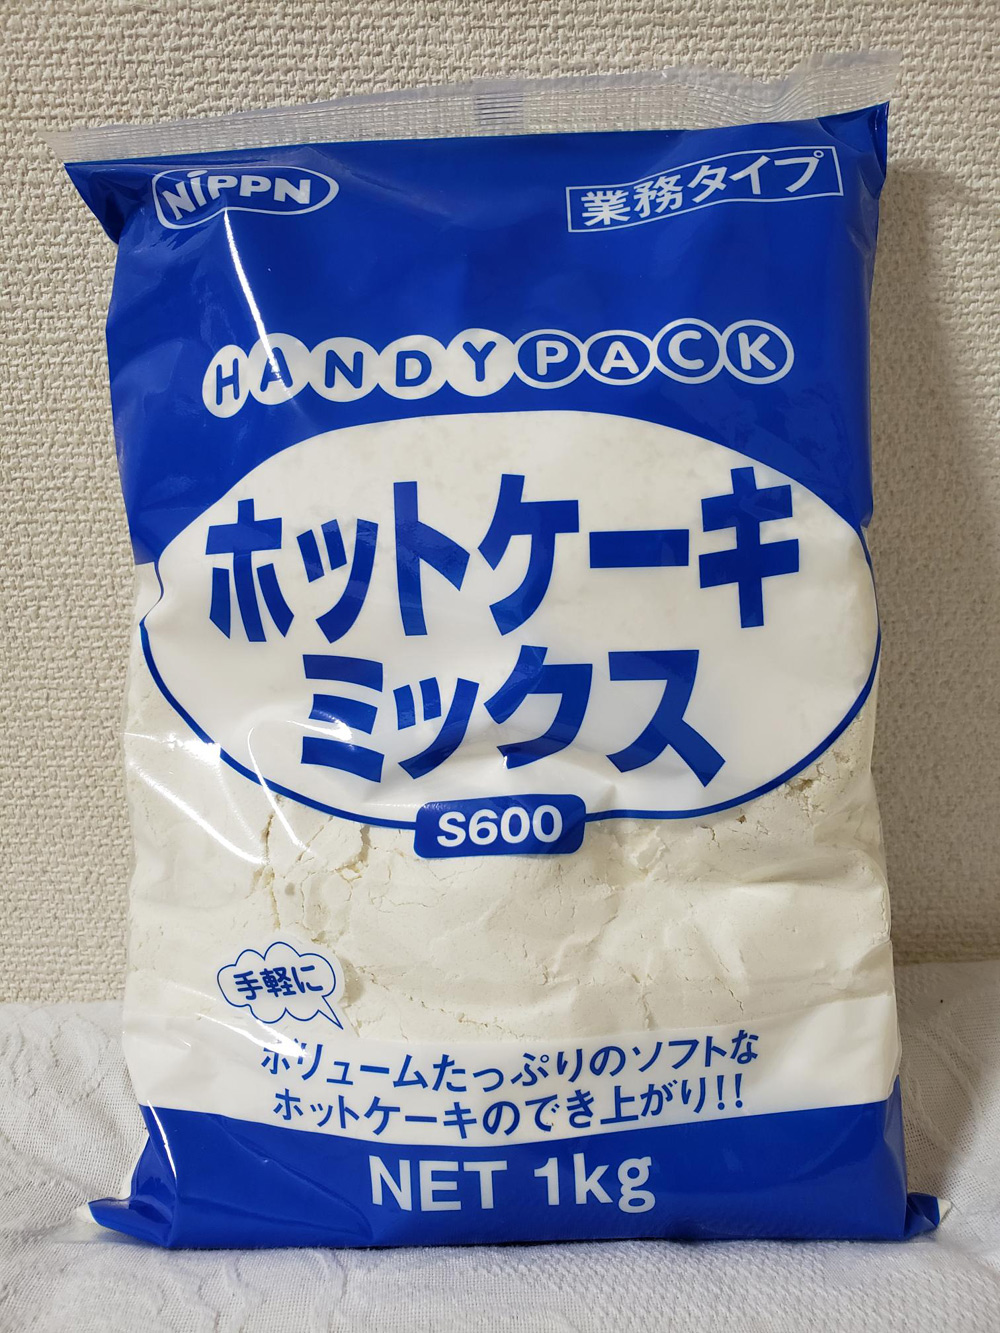 NIPPN
業務タイプ
HANDYPACK
ホットケーキ
ミックス
S600
手軽に
ボリュームたっぷりのソフトな
ホットケーキのでき上がり!!
NET 1kg